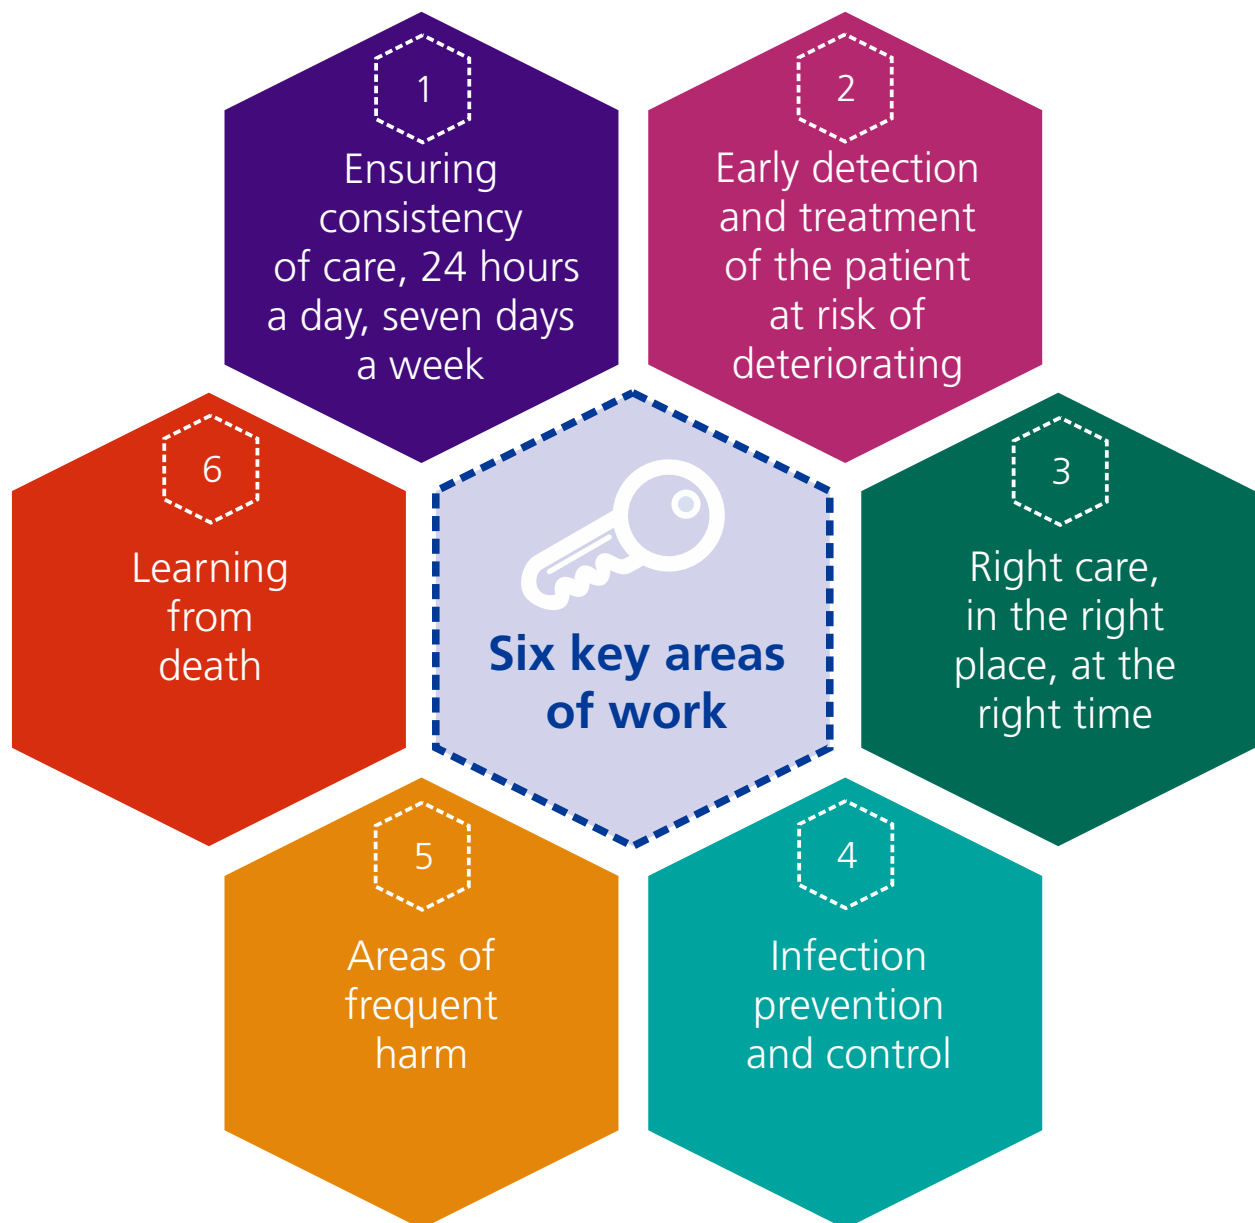 1
Ensuring
consistency
of care, 24 hours
a day, seven days
a week
2
Early detection
and treatment
of the patient
at risk of
deteriorating
3
Right care,
in the right
place, at the
right time
4
Infection
prevention
and control
5
Areas of
frequent
harm
6
Learning
from
death
Six key areas
of work